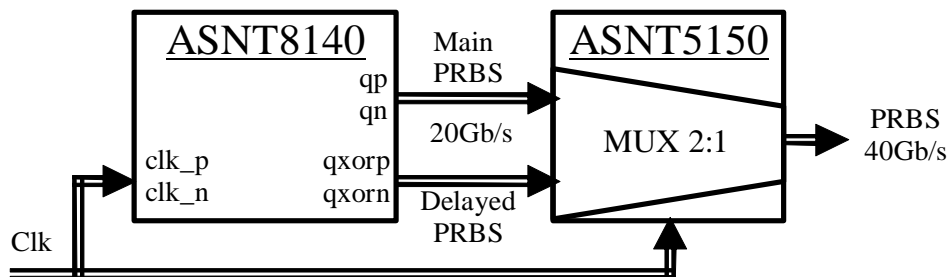 ASNT8140
qp
qn
clk_p
clk_n
qxorp
qxorn
Main
PRBS
20Gb/s
Delayed
PRBS
ASNT5150
MUX 2:1
PRBS
40Gb/s
Clk